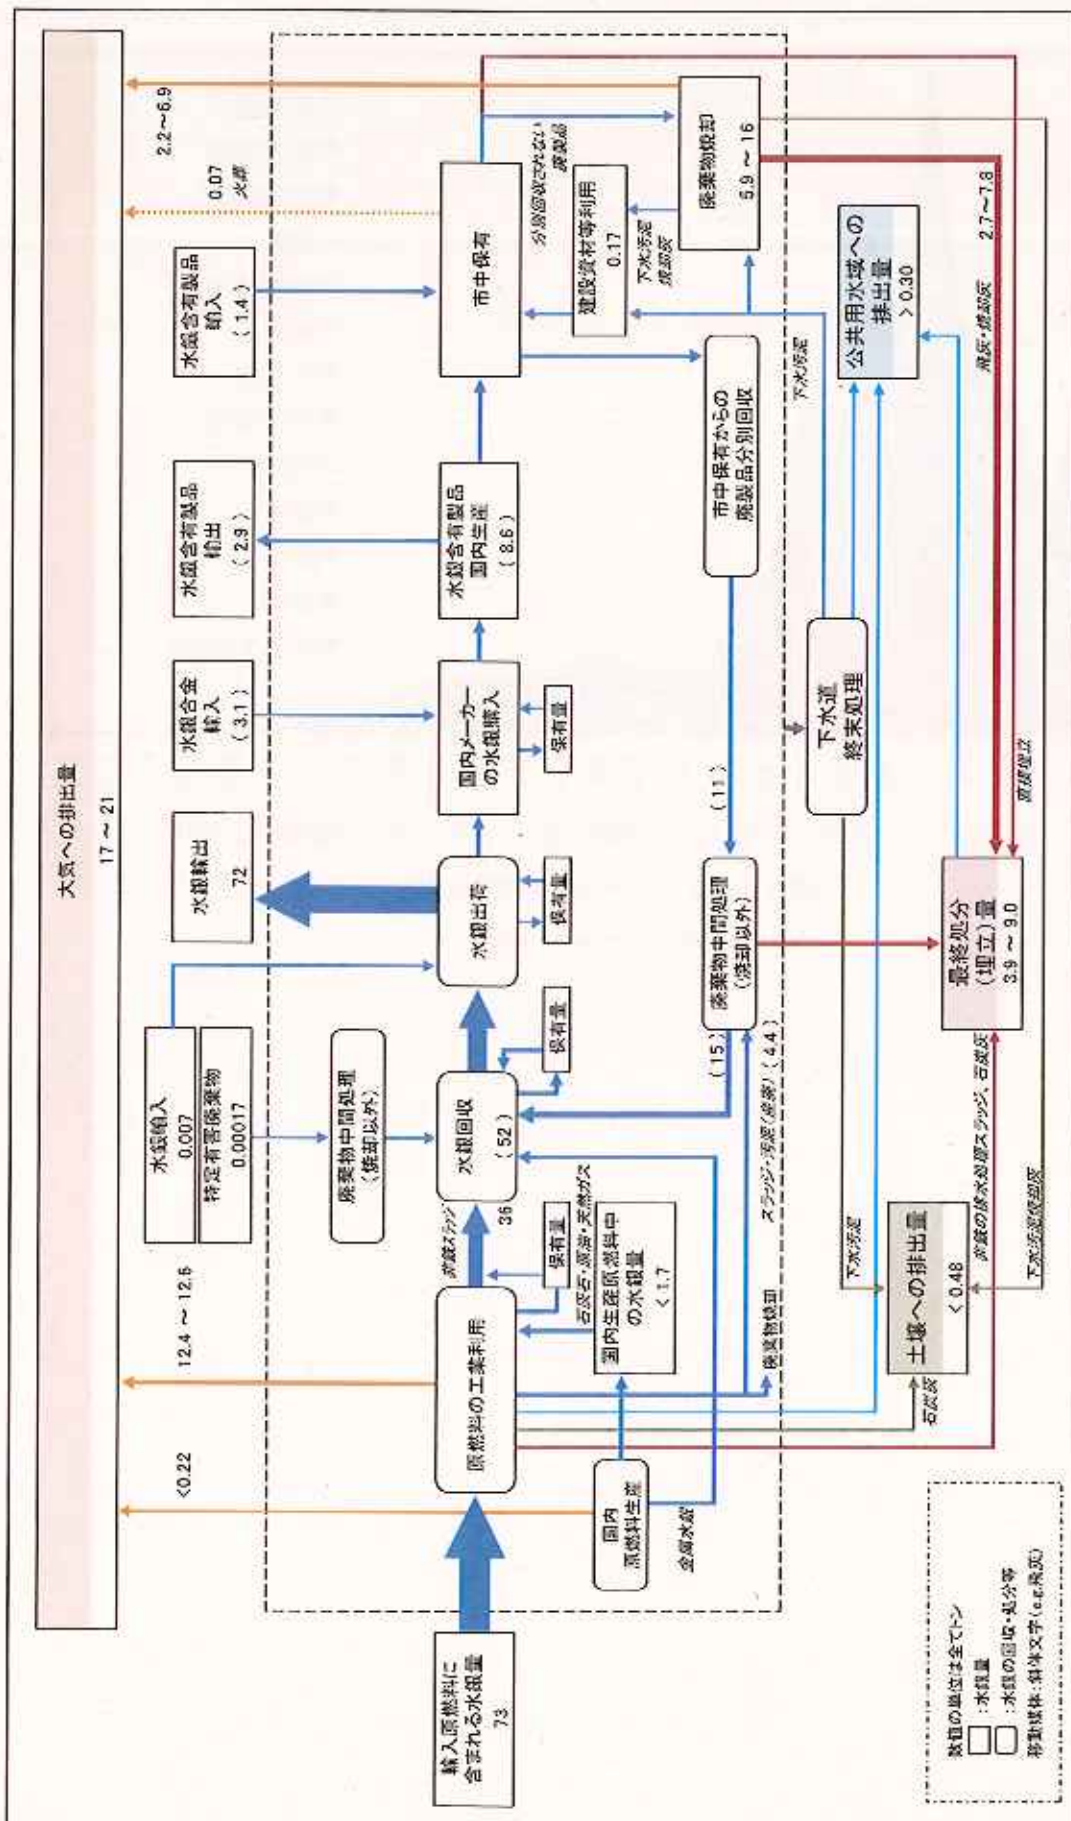 大気への排出量
17 ～ 21
<0.22
12.4 ～ 12.6
0.07
火葬
2.2～6.9
水銀輸入
0.007
特定有害廃棄物
0.00017
水銀輸出
72
水銀合金
輸入
( 3.1 )
水銀含有製品
輸出
( 2.9 )
水銀含有製品
輸入
( 1.4 )
廃棄物中間処理
(焼却以外)
輸入原燃料に
含まれる水銀量
73
原燃料の工業利用
非鉄スラッジ
36
水銀回収
( 52 )
水銀出荷
国内メーカー
の水銀購入
水銀含有製品
国内生産
( 8.6 )
市中保有
保有量
保有量
保有量
保有量
分別回収されない
廃製品
石灰石・原油・天然ガス
国内
原燃料生産
国内生産原燃料中
の水銀量
< 1.7
金属水銀
建設資材等利用
0.17
下水汚泥
焼却灰
廃棄物焼却
5.9 ～ 16
廃棄物中間処理
(焼却以外)
( 15 )
( 11 )
市中保有からの
廃製品分別回収
スラッジ・汚泥(産廃) ( 4.4 )
廃棄物焼却
下水道
終末処理
下水汚泥
下水汚泥
公共用水域への
排出量
> 0.30
土壌への排出量
< 0.48
石炭灰
最終処分
(埋立)量
3.9 ～ 9.0
非鉄の排水処理スラッジ、石炭灰
飛灰・焼却灰
2.7～7.8
直接埋立
下水汚泥焼却灰
数値の単位は全てトン
:水銀量
:水銀の回収・処分等
移動媒体:斜体文字(e.g.飛灰)